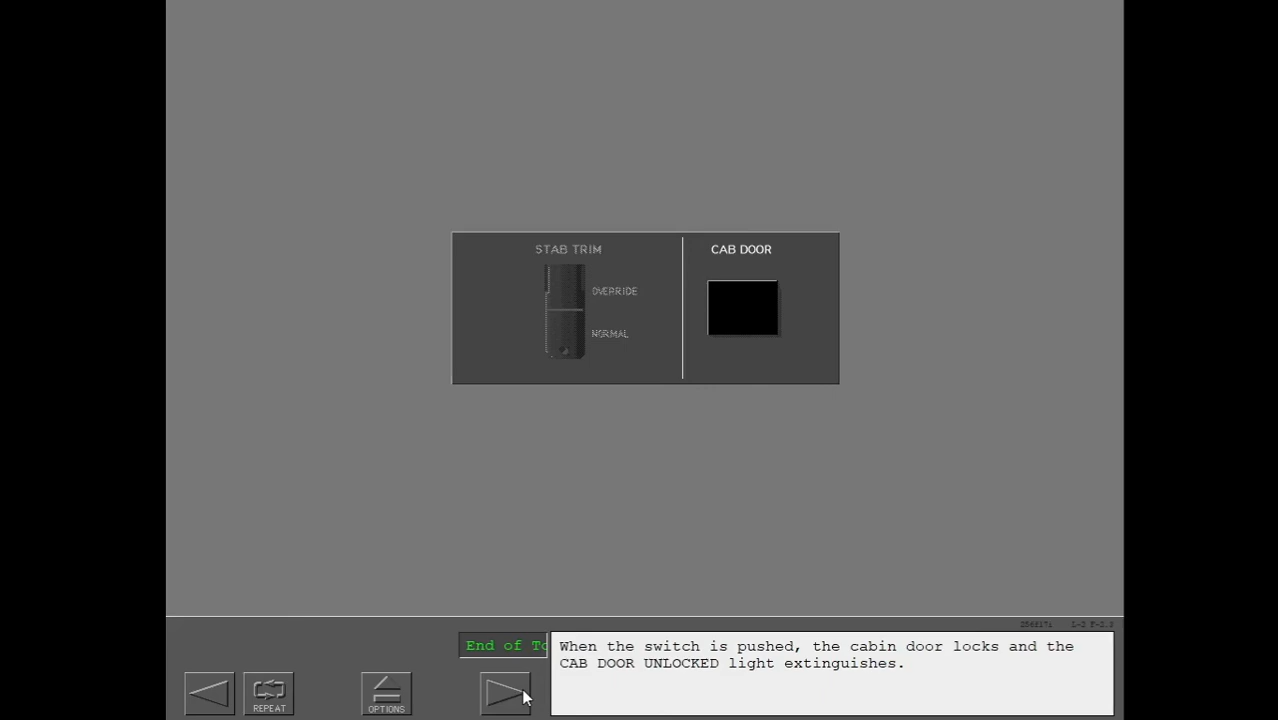 STAB TRIM
CAB DOOR
OVERRIDE
NORMAL
End of To
When the switch is pushed, the cabin door locks and the
CAB DOOR UNLOCKED light extinguishes.
REPEAT
OPTIONS